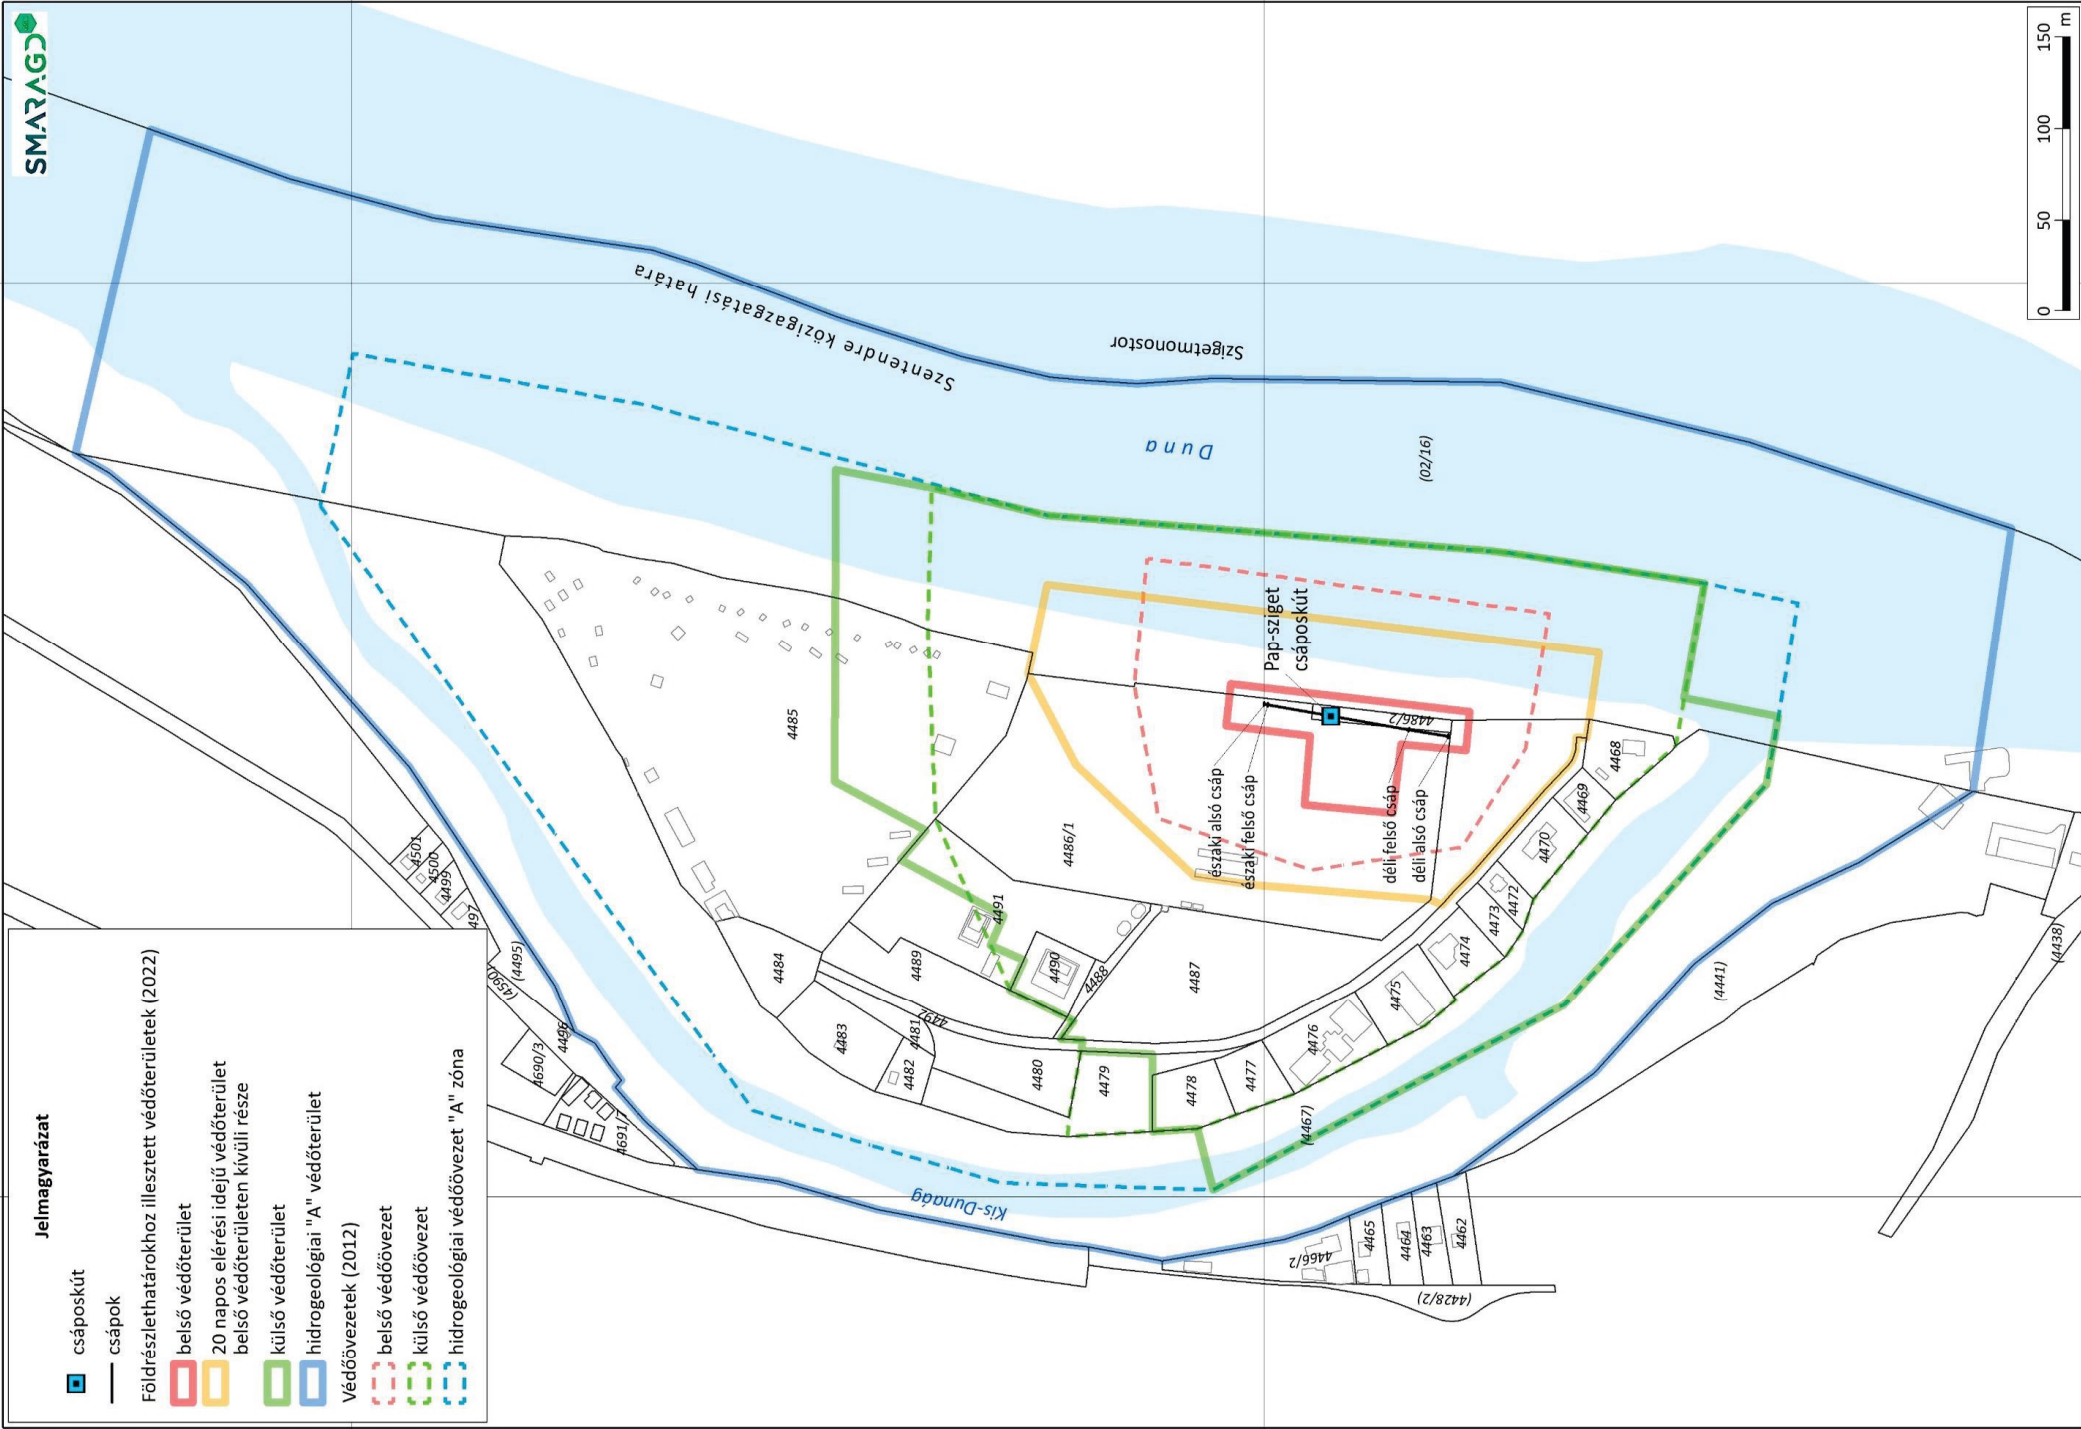 SMARAGD
Jelmagyarázat
csáposkút
csápok
Földrészlethatárokhoz illesztett védőterületek (2022)
belső védőterület
20 napos elérési idejű védőterület
belső védőterületen kívüli része
külső védőterület
hidrogeológiai "A" védőterület
Védőövezetek (2012)
belső védőövezet
külső védőövezet
hidrogeológiai védőövezet "A" zóna
Szentendre közigazgatási határa
Szigetmonostor
Duna
(02/16)
Pap-sziget
csáposkút
északi alsó csáp
északi felső csáp
déli felső csáp
déli alsó csáp
Kis-Dunaág
4485
4486/1
4486/2
4491
4490
4489
4488
4487
4484
4483
4492
4481
4482
4480
4479
4478
4477
4476
4475
4474
4473
4472
4470
4469
4468
(4467)
(4441)
(4438)
4501
4500
4499
497
(4495)
4496
4690/3
4691/7
4466/2
4465
4464
4463
4462
(4428/2)
0 50 100 150
m